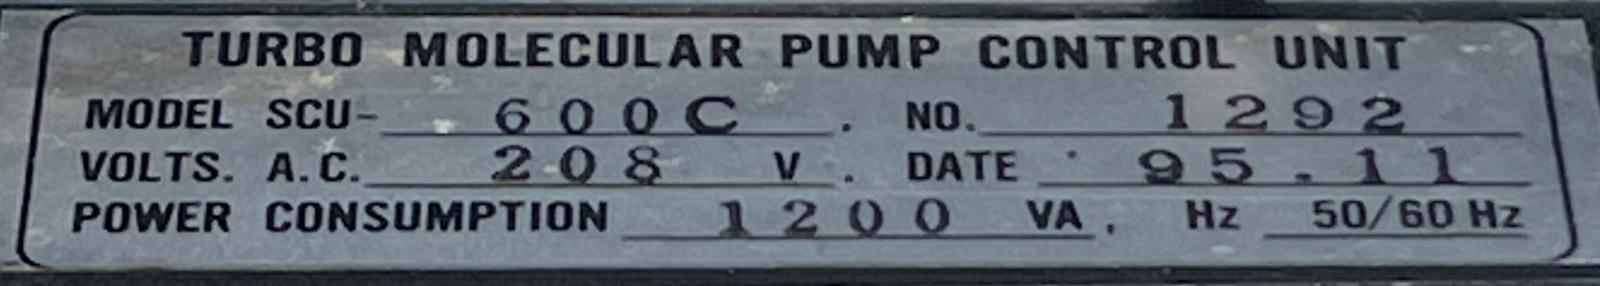 TURBO MOLECULAR PUMP CONTROL UNIT
MODEL SCU- 600C . NO. 1292
VOLTS. A.C. 208 V . DATE 95.11
POWER CONSUMPTION 1200 VA. Hz 50/60 Hz